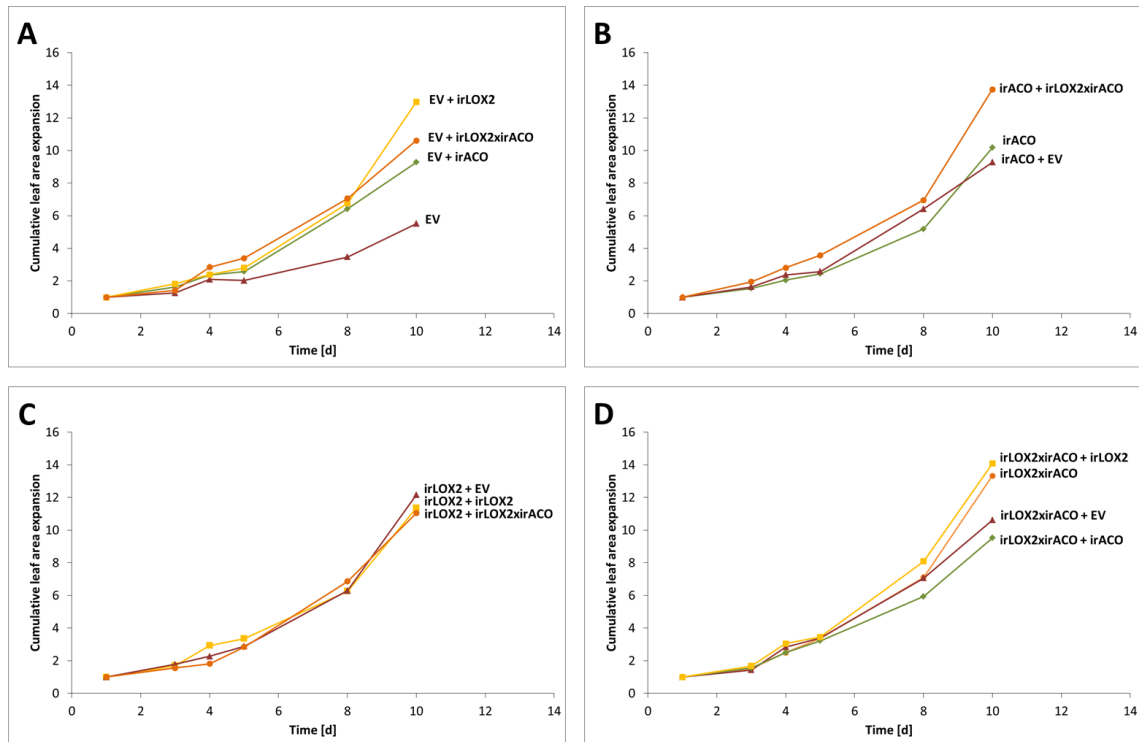 A
Cumulative leaf area expansion
16
14
12
10
8
6
4
2
0
0 2 4 6 8 10 12 14
Time [d]
EV + irLOX2
EV + irLOX2xirACO
EV + irACO
EV
B
Cumulative leaf area expansion
16
14
12
10
8
6
4
2
0
0 2 4 6 8 10 12 14
Time [d]
irACO + irLOX2xirACO
irACO
irACO + EV
C
Cumulative leaf area expansion
16
14
12
10
8
6
4
2
0
0 2 4 6 8 10 12 14
Time [d]
irLOX2 + EV
irLOX2 + irLOX2
irLOX2 + irLOX2xirACO
D
Cumulative leaf area expansion
16
14
12
10
8
6
4
2
0
0 2 4 6 8 10 12 14
Time [d]
irLOX2xirACO + irLOX2
irLOX2xirACO
irLOX2xirACO + EV
irLOX2xirACO + irACO